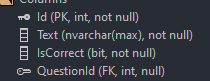 Columns
Id (PK, int, not null)
Text (nvarchar(max), not null)
IsCorrect (bit, not null)
QuestionId (FK, int, not null)